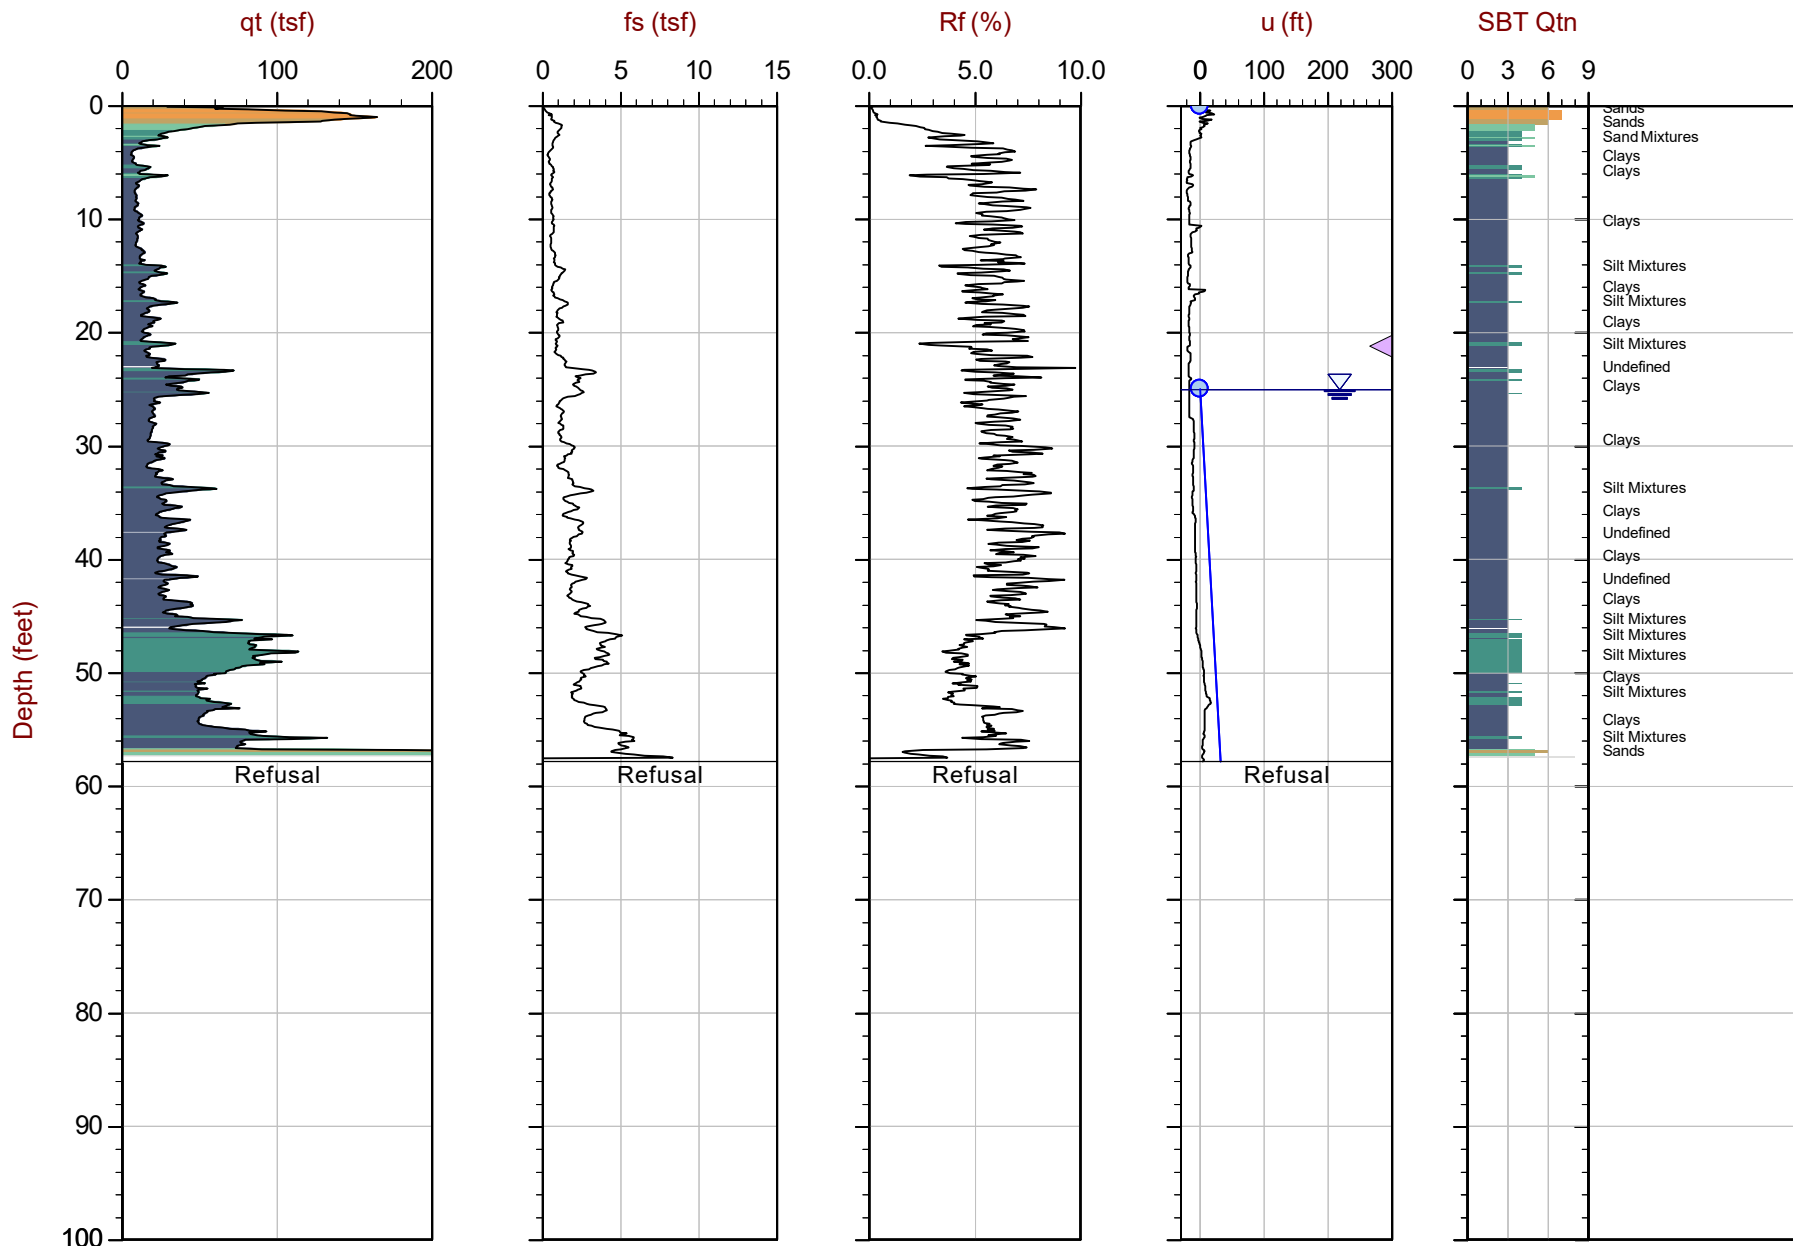 qt (tsf) fs (tsf) Rf (%) u (ft) SBT Qtn
0 100 200 0 5 10 15 0.0 5.0 10.0 0 100 200 300 0 3 6 9
0
Sands
Sands
Sand Mixtures
Clays
Clays
10
Clays
Silt Mixtures
Clays
Silt Mixtures
Clays
20
Silt Mixtures
Undefined
Clays
30
Clays
Silt Mixtures
Clays
Undefined
40
Clays
Undefined
Clays
Silt Mixtures
Silt Mixtures
Silt Mixtures
50
Clays
Silt Mixtures
Clays
Silt Mixtures
Sands
Refusal Refusal Refusal Refusal
60
70
80
90
100
Depth (feet)